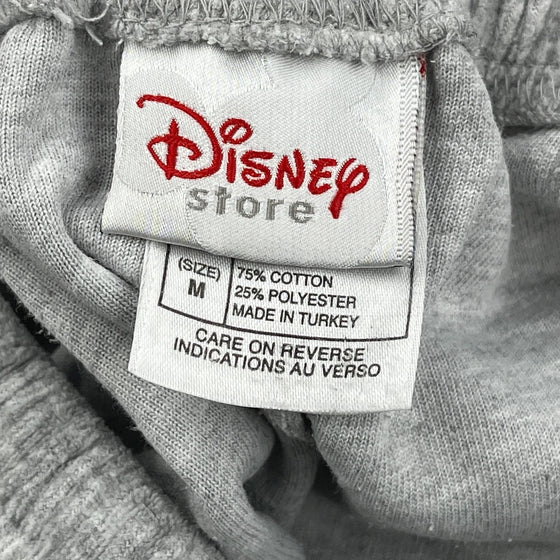 Disney
store
(SIZE)
M
75% COTTON
25% POLYESTER
MADE IN TURKEY
CARE ON REVERSE
INDICATIONS AU VERSO